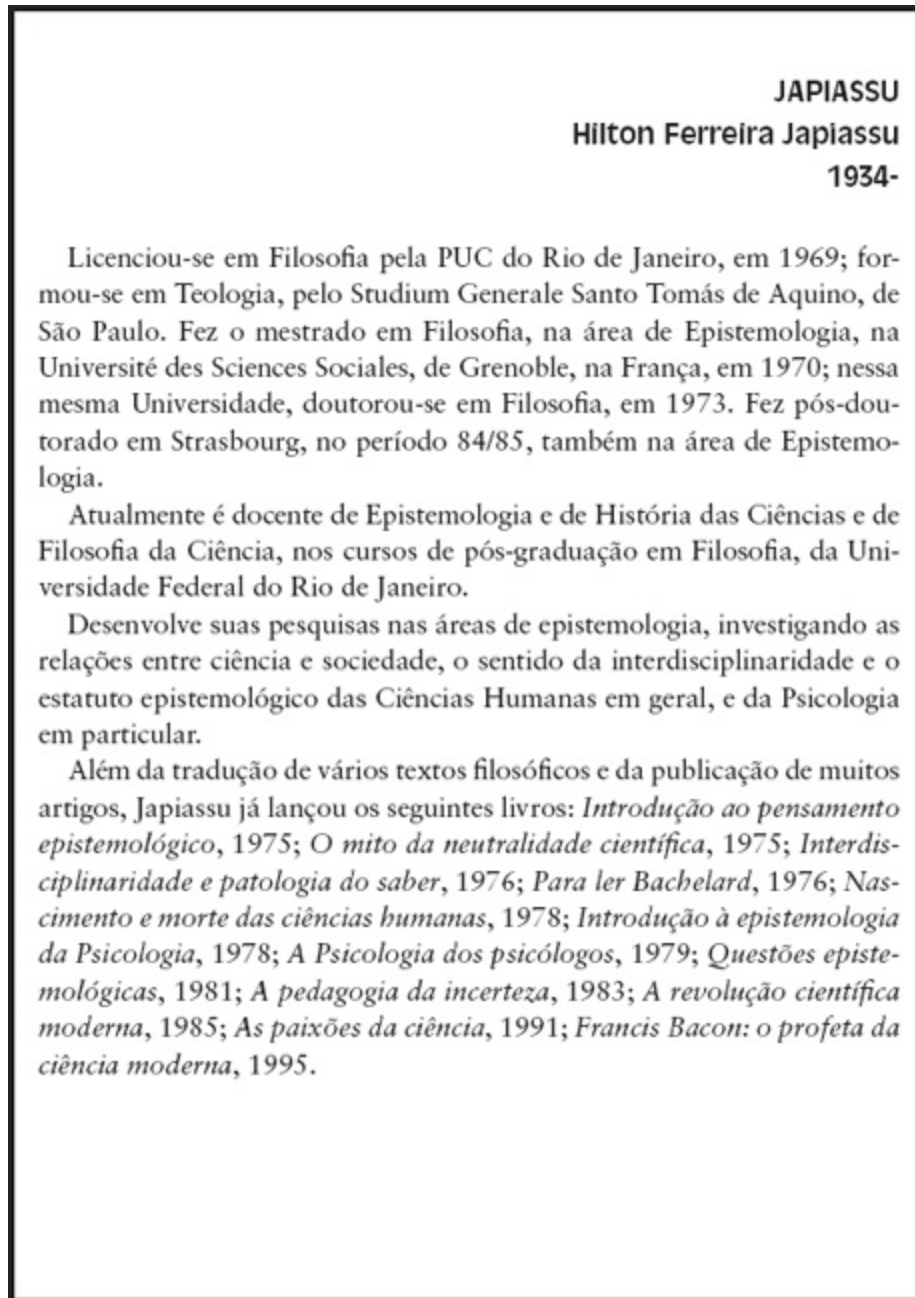 JAPIASSU
Hilton Ferreira Japiassu
1934-
Licenciou-se em Filosofia pela PUC do Rio de Janeiro, em 1969; for-
mou-se em Teologia, pelo Studium Generale Santo Tomás de Aquino, de
São Paulo. Fez o mestrado em Filosofia, na área de Epistemologia, na
Université des Sciences Sociales, de Grenoble, na França, em 1970; nessa
mesma Universidade, doutorou-se em Filosofia, em 1973. Fez pós-dou-
torado em Strasbourg, no período 84/85, também na área de Epistemo-
logia.
Atualmente é docente de Epistemologia e de História das Ciências e de
Filosofia da Ciência, nos cursos de pós-graduação em Filosofia, da Uni-
versidade Federal do Rio de Janeiro.
Desenvolve suas pesquisas nas áreas de epistemologia, investigando as
relações entre ciência e sociedade, o sentido da interdisciplinaridade e o
estatuto epistemológico das Ciências Humanas em geral, e da Psicologia
em particular.
Além da tradução de vários textos filosóficos e da publicação de muitos
artigos, Japiassu já lançou os seguintes livros: Introdução ao pensamento
epistemológico, 1975; O mito da neutralidade científica, 1975; Interdis-
ciplinaridade e patologia do saber, 1976; Para ler Bachelard, 1976; Nas-
cimento e morte das ciências humanas, 1978; Introdução à epistemologia
da Psicologia, 1978; A Psicologia dos psicólogos, 1979; Questões episte-
mológicas, 1981; A pedagogia da incerteza, 1983; A revolução científica
moderna, 1985; As paixões da ciência, 1991; Francis Bacon: o profeta da
ciência moderna, 1995.